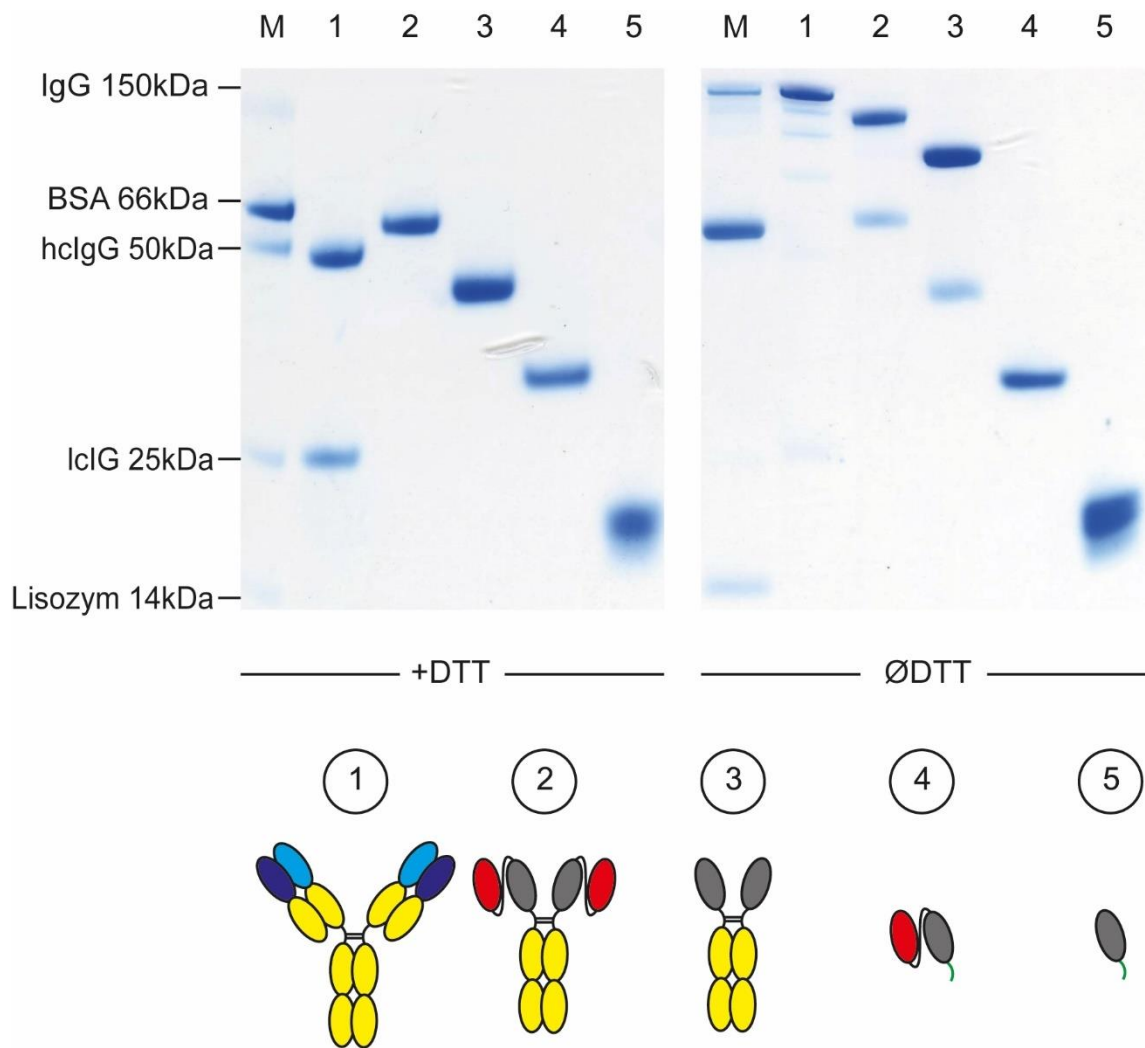 M 1 2 3 4 5 M 1 2 3 4 5
IgG 150kDa
BSA 66kDa
hcIgG 50kDa
lcIG 25kDa
Lisozym 14kDa
+DTT ØDTT
1 2 3 4 5